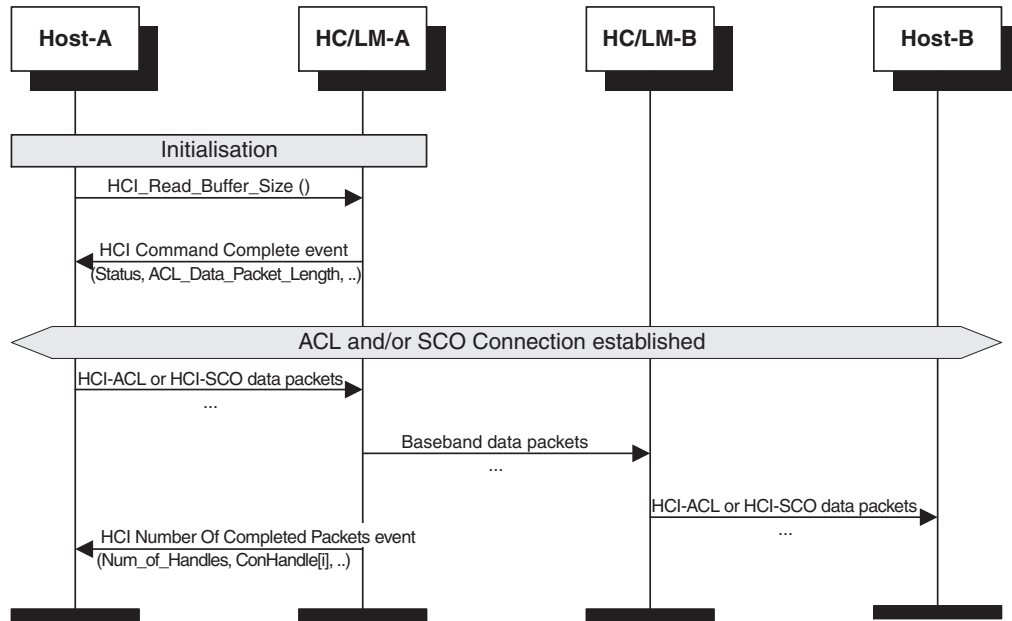 Host-A
HC/LM-A
HC/LM-B
Host-B
Initialisation
HCI_Read_Buffer_Size ()
HCI Command Complete event
(Status, ACL_Data_Packet_Length, ..)
ACL and/or SCO Connection established
HCI-ACL or HCI-SCO data packets
...
Baseband data packets
...
HCI-ACL or HCI-SCO data packets
...
HCI Number Of Completed Packets event
(Num_of_Handles, ConHandle[i], ..)